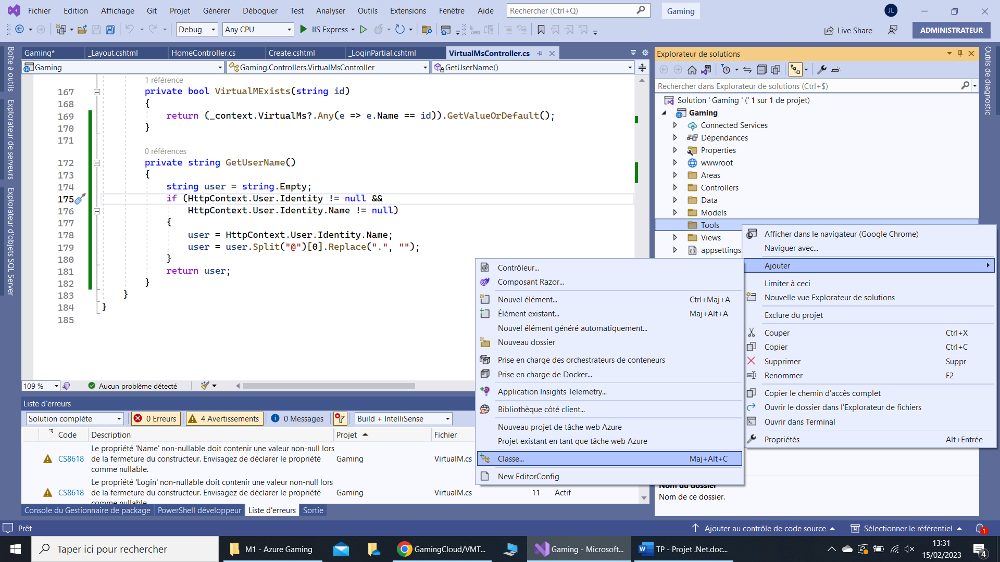 Fichier Edition Affichage Git Projet Générer Déboguer Test Analyser Outils Extensions Fenêtre Aide Rechercher (Ctrl+Q) Gaming JL
Debug Any CPU IIS Express Live Share ADMINISTRATEUR
Boîte à outils
Explorateur de serveurs
Explorateur d'objets SQL Server
Gaming* _Layout.cshtml HomeController.cs Create.cshtml _LoginPartial.cshtml VirtualMsController.cs
Gaming Gaming.Controllers.VirtualMsController GetUserName()
1 référence
167 private bool VirtualMExists(string id)
168 {
169 return (_context.VirtualMs?.Any(e => e.Name == id)).GetValueOrDefault();
170 }
171
0 références
172 private string GetUserName()
173 {
174 string user = string.Empty;
175 if (HttpContext.User.Identity != null &&
176 HttpContext.User.Identity.Name != null)
177 {
178 user = HttpContext.User.Identity.Name;
179 user = user.Split("@")[0].Replace(".", "");
180 }
181 return user;
182 }
183 }
184 }
185
109 % Aucun problème détecté
Liste d'erreurs
Solution complète 0 Erreurs 4 Avertissements 0 Messages Build + IntelliSense
Code Description Projet Fichier
Le propriété 'Name' non-nullable doit contenir une valeur non-null lors
CS8618 de la fermeture du constructeur. Envisagez de déclarer le propriété Gaming VirtualM.cs
comme nullable.
Le propriété 'Login' non-nullable doit contenir une valeur non-null lors
CS8618 de la fermeture du constructeur. Envisagez de déclarer le propriété Gaming VirtualM.cs 11 Actif
comme nullable.
Console du Gestionnaire de package PowerShell développeur Liste d'erreurs Sortie
Explorateur de solutions
Rechercher dans Explorateur de solutions (Ctrl+$)
Solution ' Gaming ' (' 1 sur 1 de projet)
Gaming
Connected Services
Dépendances
Properties
wwwroot
Areas
Controllers
Data
Models
Tools
Views
appsettings
Outils de diagnostic
Afficher dans le navigateur (Google Chrome)
Naviguer avec...
Ajouter
Limiter à ceci
Nouvelle vue Explorateur de solutions
Exclure du projet
Couper Ctrl+X
Copier Ctrl+C
Supprimer Suppr
Renommer F2
Copier le chemin d'accès complet
Ouvrir le dossier dans l'Explorateur de fichiers
Ouvrir dans Terminal
Propriétés Alt+Entrée
Contrôleur...
Composant Razor...
Nouvel élément... Ctrl+Maj+A
Élément existant... Maj+Alt+A
Nouvel élément généré automatiquement...
Nouveau dossier
Prise en charge des orchestrateurs de conteneurs
Prise en charge de Docker...
Application Insights Telemetry...
Bibliothèque côté client...
Nouveau projet de tâche web Azure
Projet existant en tant que tâche web Azure
Classe... Maj+Alt+C
New EditorConfig
Nom du dossier
Nom de ce dossier.
Prêt Ajouter au contrôle de code source Sélectionner le référentiel 1
Taper ici pour rechercher M1 - Azure Gaming GamingCloud/VMT... Gaming - Microsoft... TP - Projet .Net.doc... 13:31
15/02/2023 4